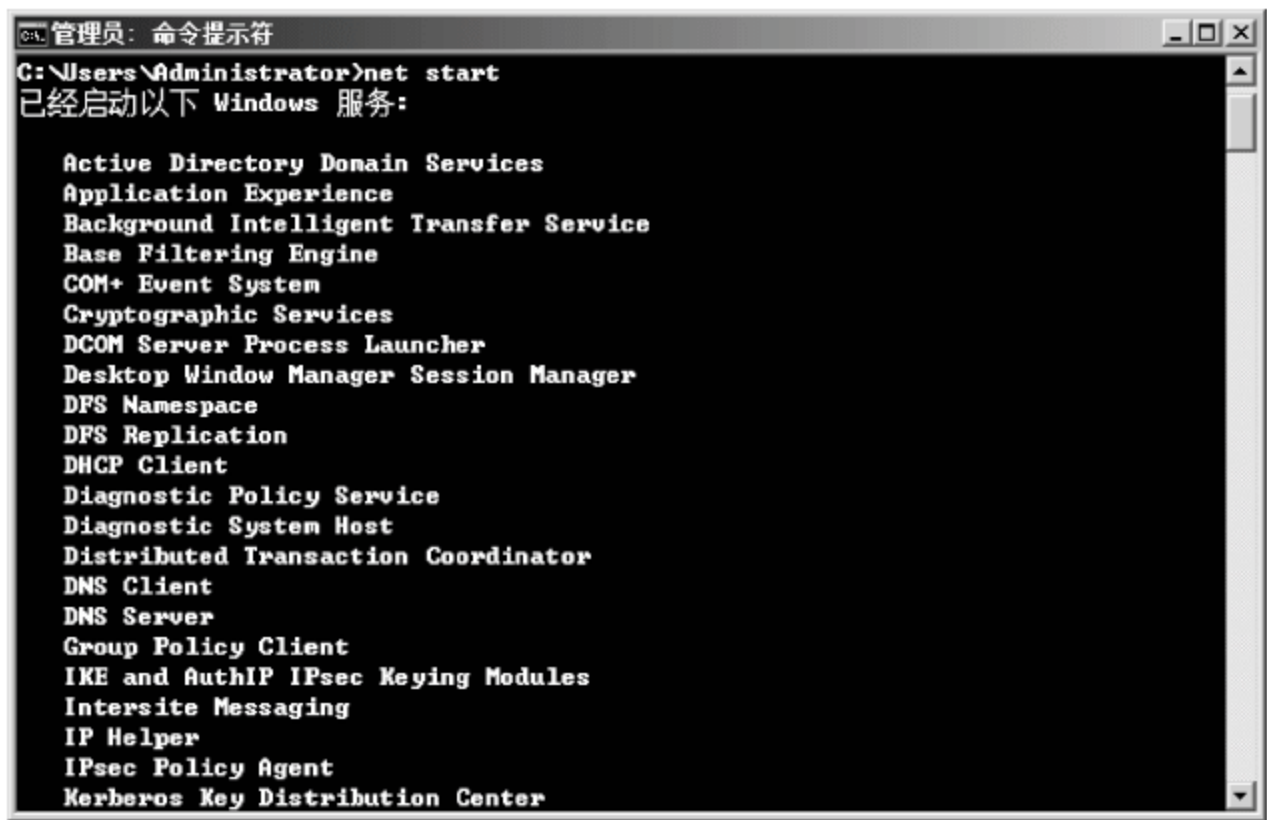 管理员: 命令提示符
C:\Users\Administrator>net start
已经启动以下 Windows 服务:
Active Directory Domain Services
Application Experience
Background Intelligent Transfer Service
Base Filtering Engine
COM+ Event System
Cryptographic Services
DCOM Server Process Launcher
Desktop Window Manager Session Manager
DFS Namespace
DFS Replication
DHCP Client
Diagnostic Policy Service
Diagnostic System Host
Distributed Transaction Coordinator
DNS Client
DNS Server
Group Policy Client
IKE and AuthIP IPsec Keying Modules
Intersite Messaging
IP Helper
IPsec Policy Agent
Kerberos Key Distribution Center